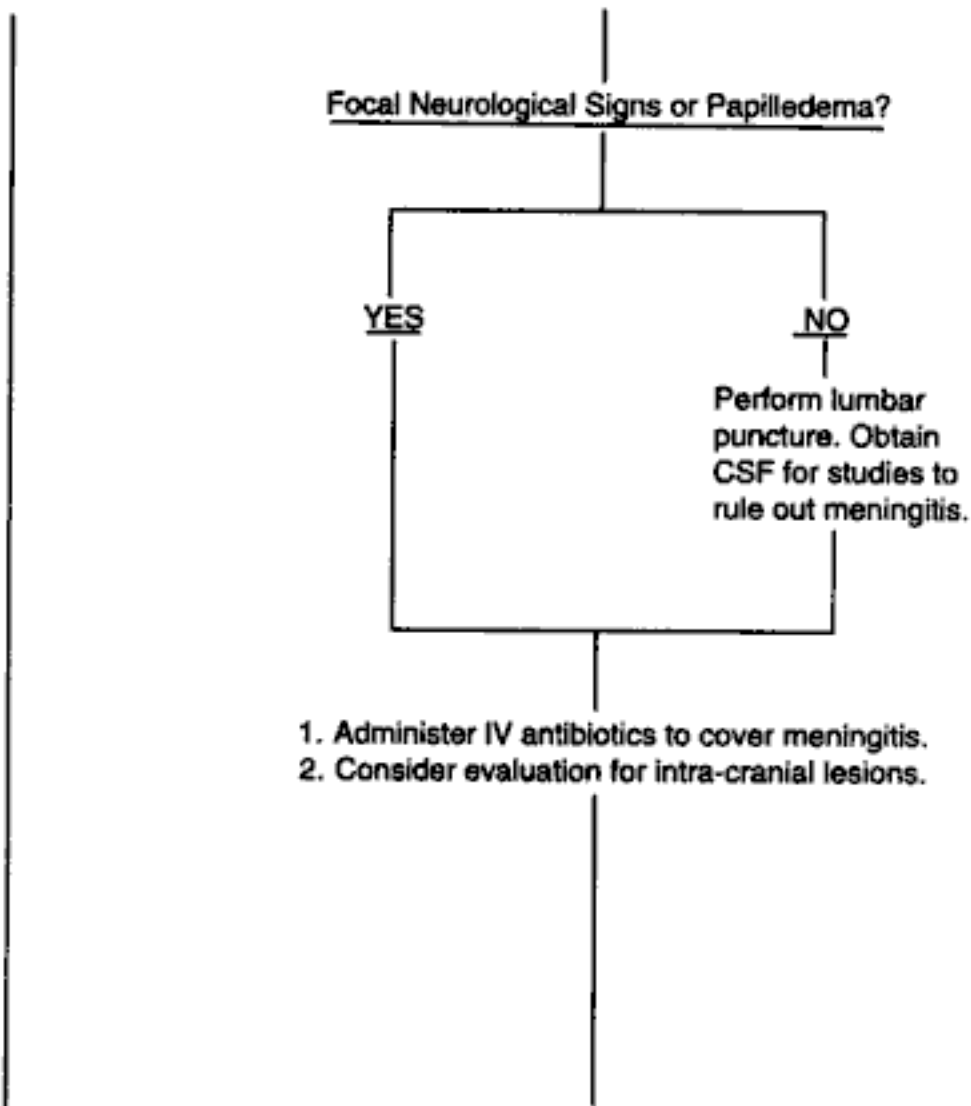 Focal Neurological Signs or Papilledema?
YES
NO
Perform lumbar
puncture. Obtain
CSF for studies to
rule out meningitis.
1. Administer IV antibiotics to cover meningitis.
2. Consider evaluation for intra-cranial lesions.